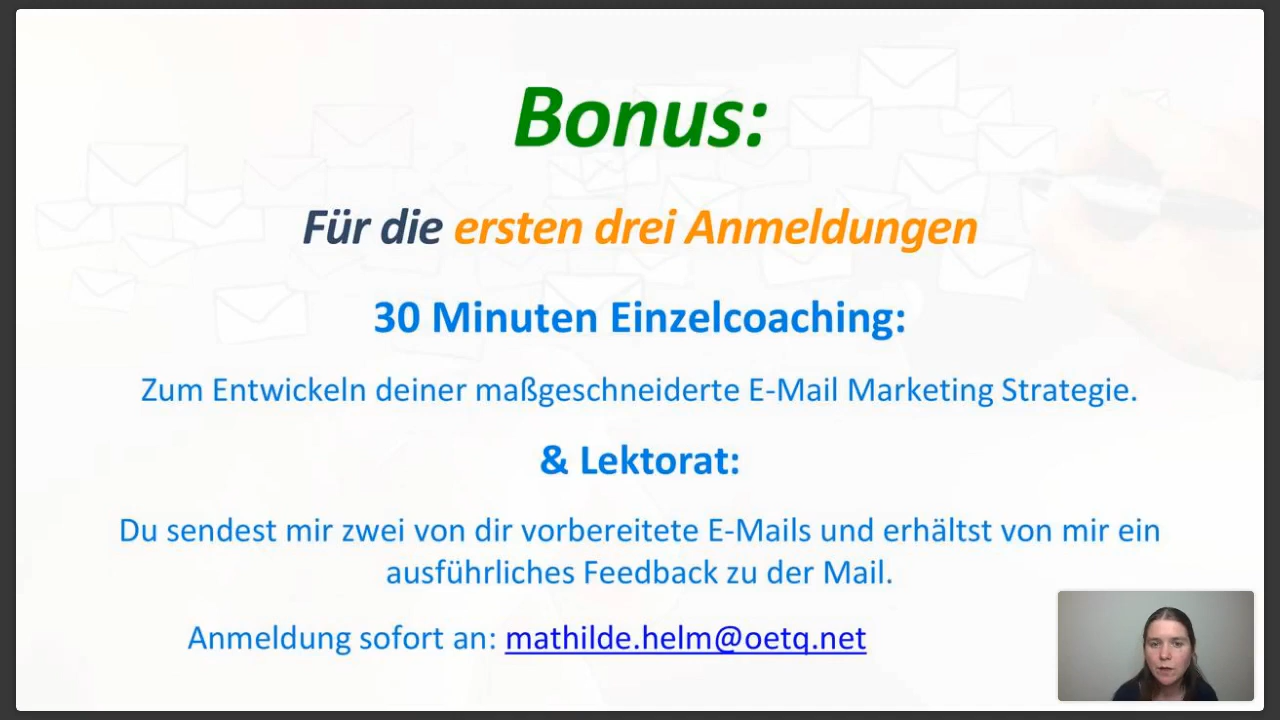 Bonus:
Für die ersten drei Anmeldungen
30 Minuten Einzelcoaching:
Zum Entwickeln deiner maßgeschneiderte E-Mail Marketing Strategie.
& Lektorat:
Du sendest mir zwei von dir vorbereitete E-Mails und erhältst von mir ein
ausführliches Feedback zu der Mail.
Anmeldung sofort an: mathilde.helm@oetq.net